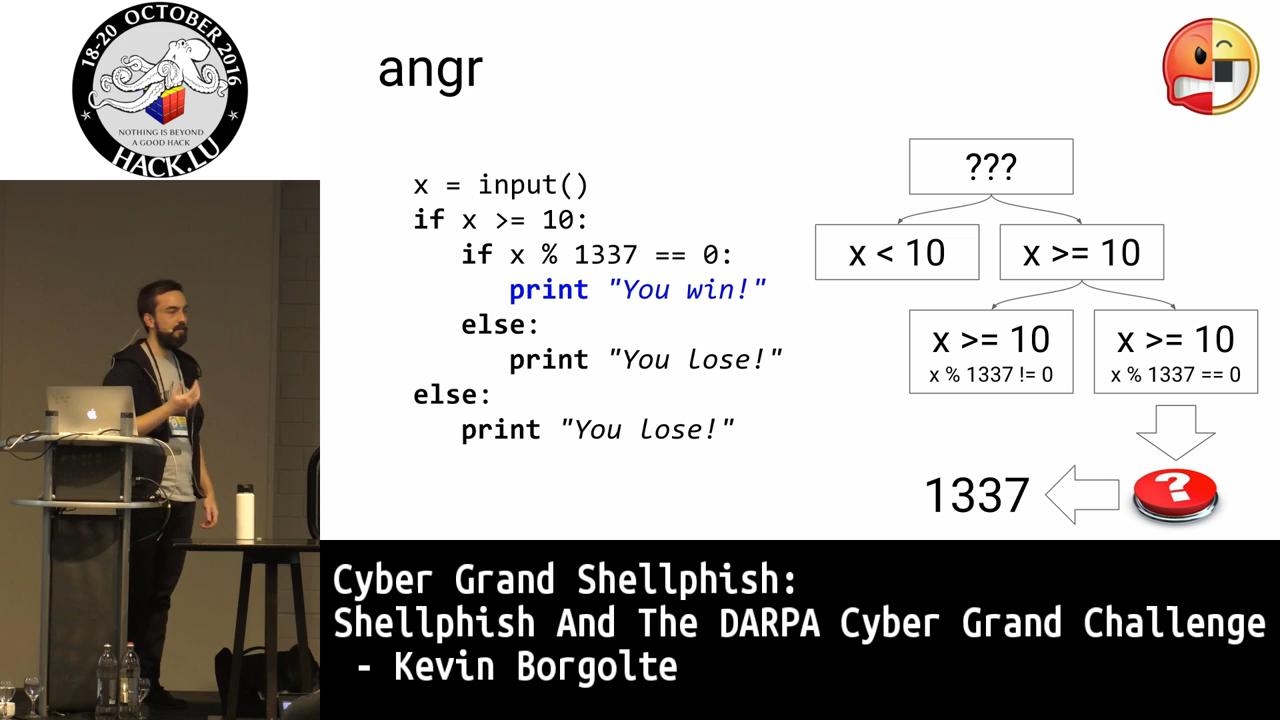 18-20 OCTOBER 2016
NOTHING IS BEYOND
A GOOD HACK
HACK.LU
angr
x = input()
if x >= 10:
if x % 1337 == 0:
print "You win!"
else:
print "You lose!"
else:
print "You lose!"
???
x < 10
x >= 10
x >= 10
x % 1337 != 0
x >= 10
x % 1337 == 0
?
1337
Cyber Grand Shellphish:
Shellphish And The DARPA Cyber Grand Challenge
- Kevin Borgolte